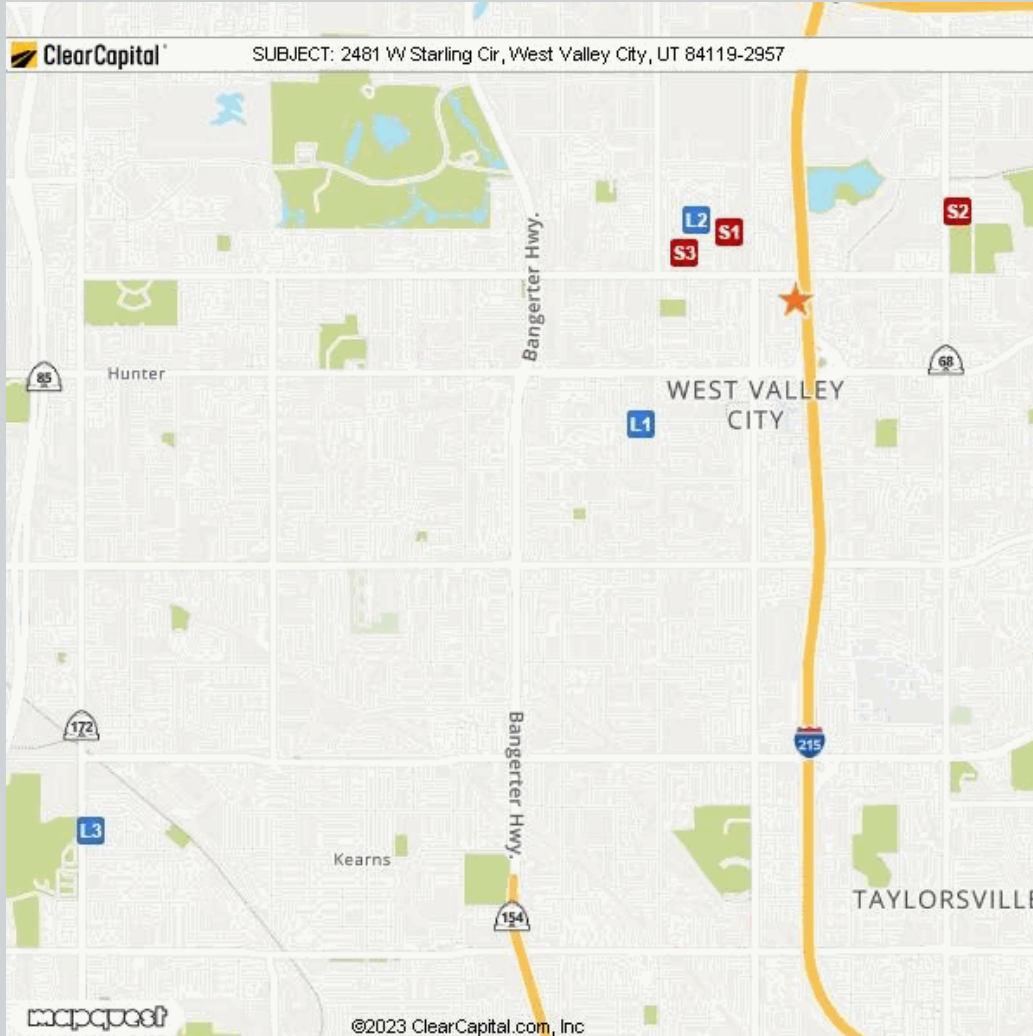 ClearCapital
SUBJECT: 2481 W Starling Cir, West Valley City, UT 84119-2957
L2
S1
S2
S3
Bangerter Hwy.
85
Hunter
68
WEST VALLEY
CITY
L1
172
Bangerter Hwy.
215
L3
Kearns
154
TAYLORSVILLE
mapquest
©2023 ClearCapital.com, Inc